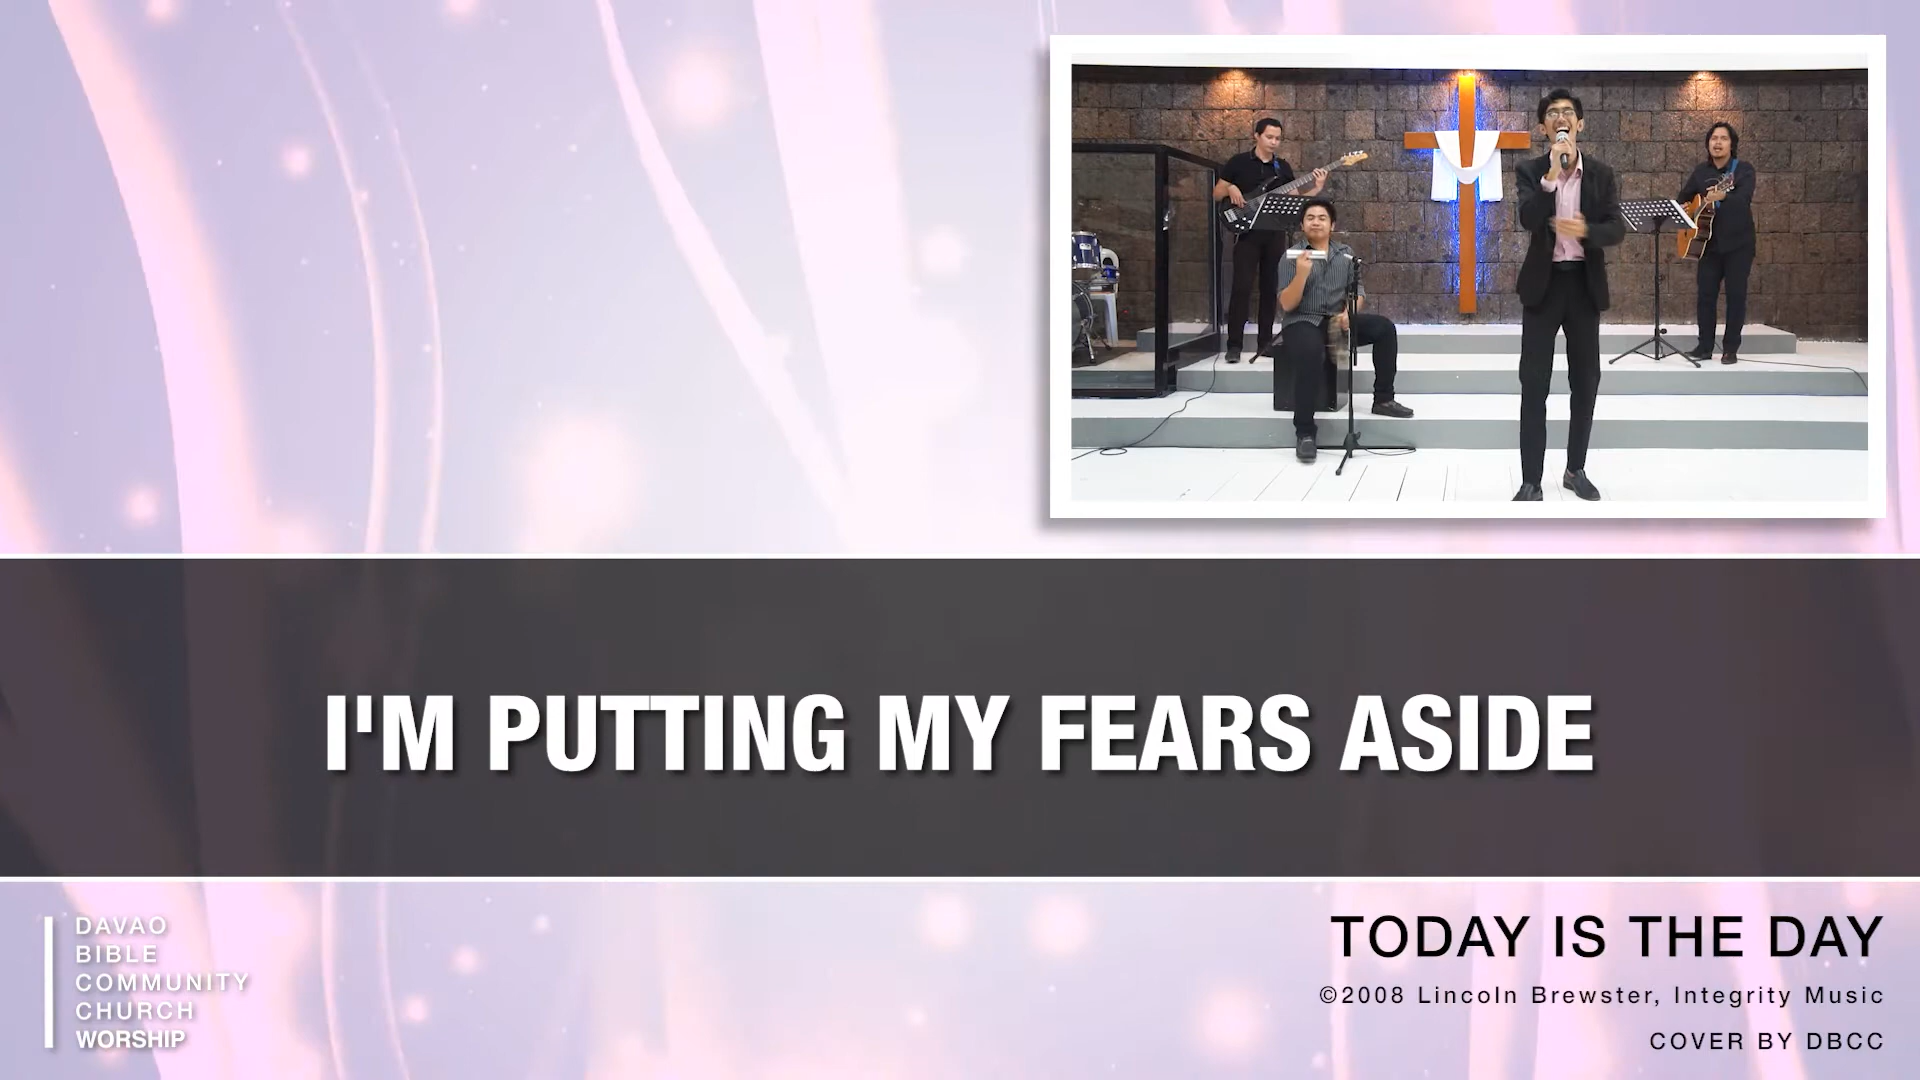 I'M PUTTING MY FEARS ASIDE
DAVAO
BIBLE
COMMUNITY
CHURCH
WORSHIP
TODAY IS THE DAY
©2008 Lincoln Brewster, Integrity Music
COVER BY DBCC